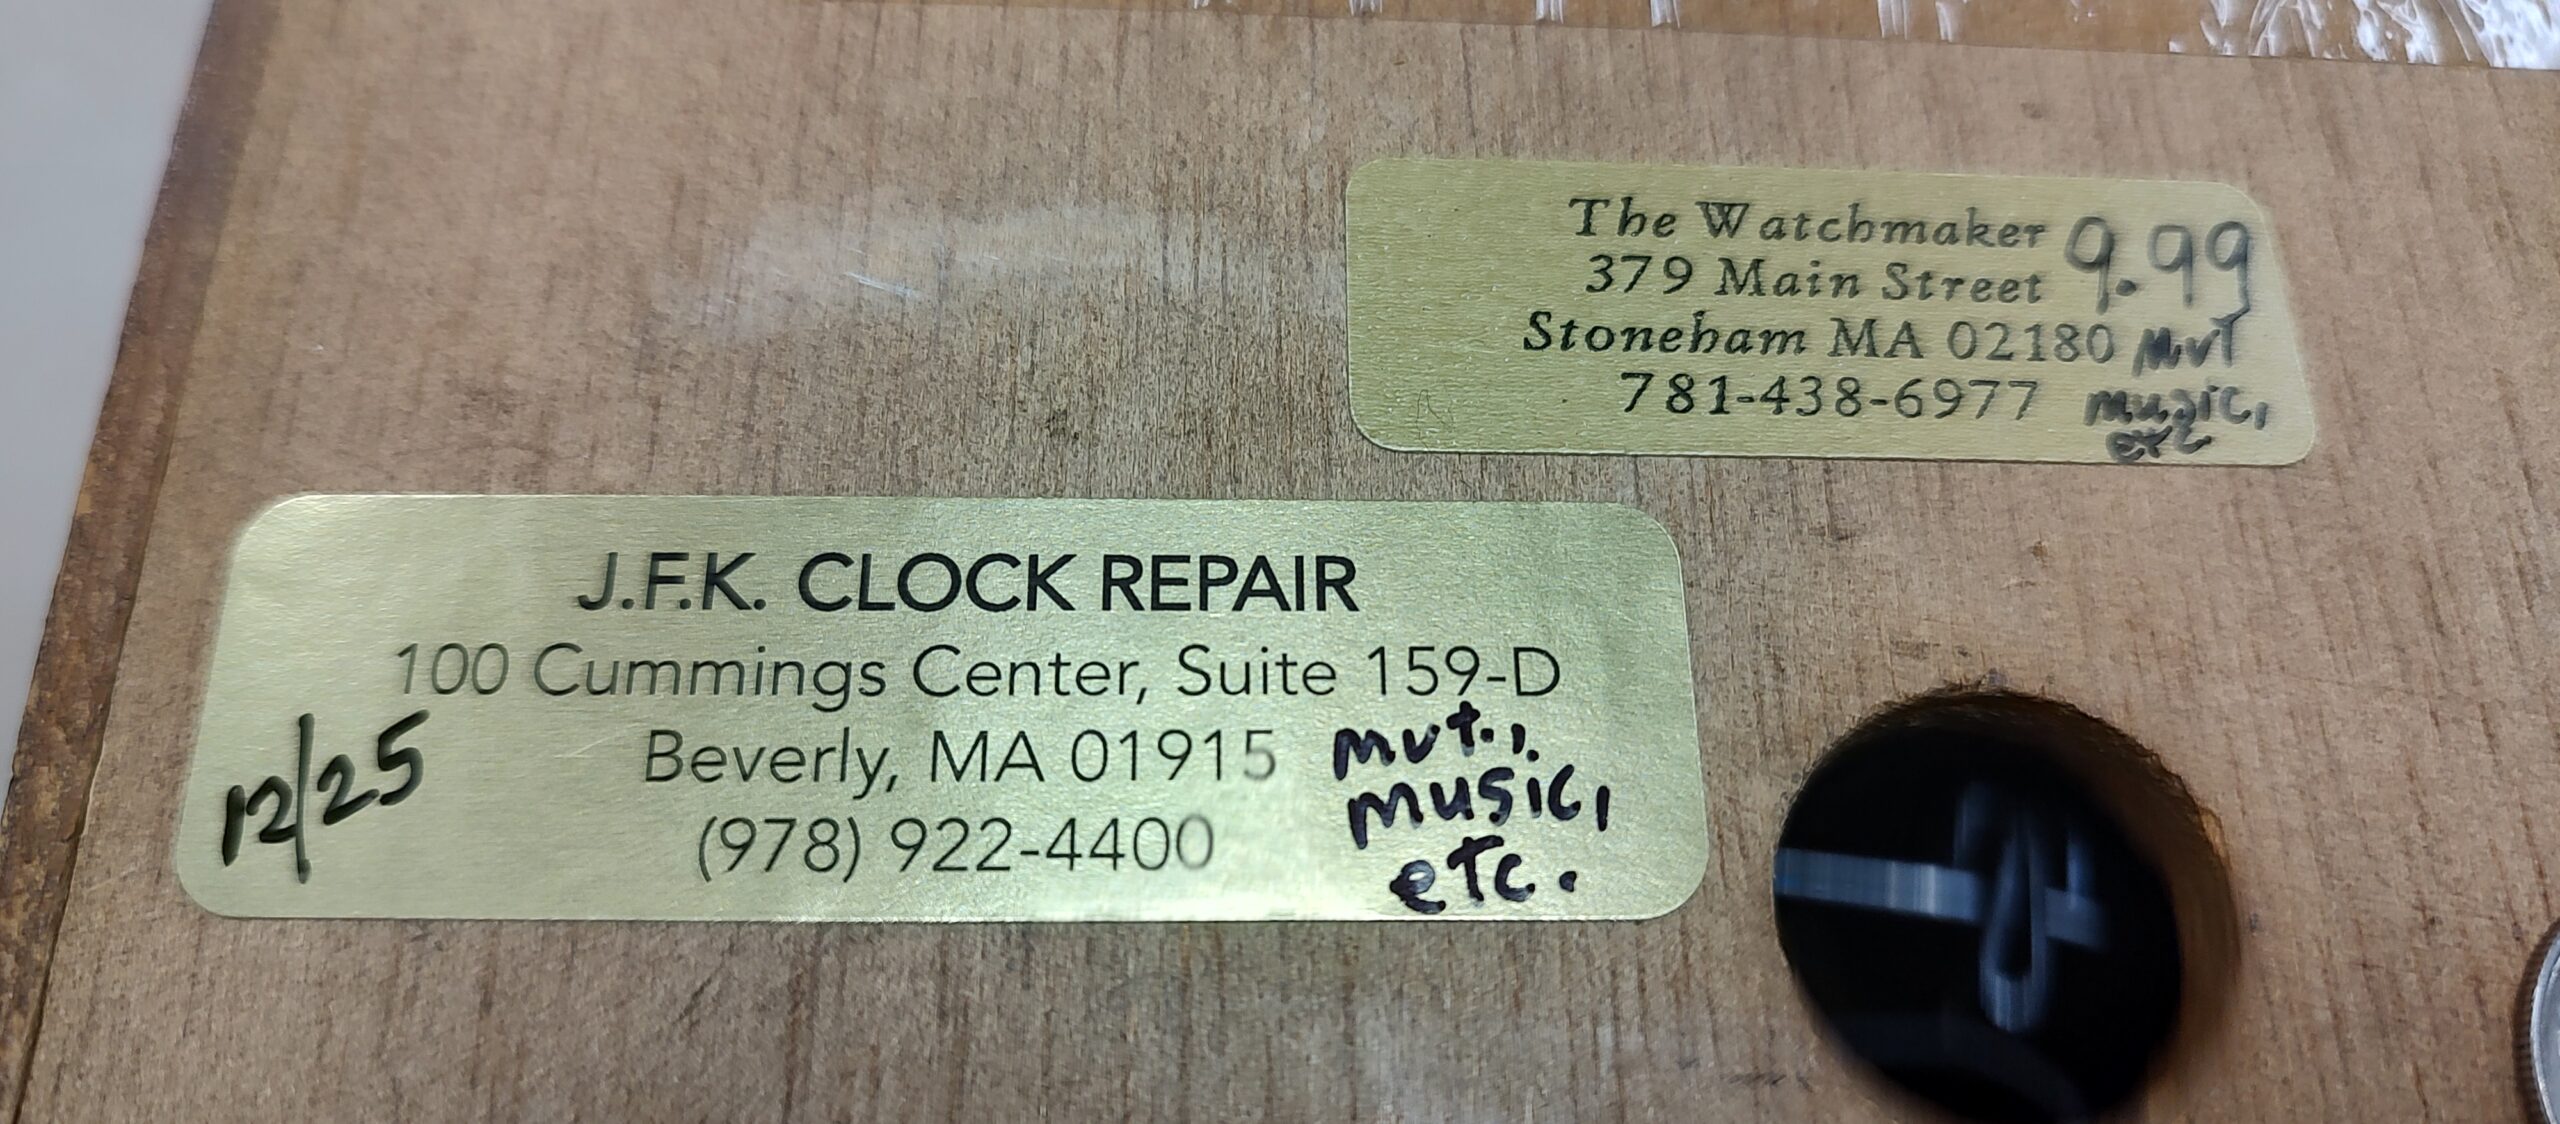 The Watchmaker 9.99
379 Main Street
Stoneham MA 02180 MvT
781-438-6977 music,
etc
J.F.K. CLOCK REPAIR
100 Cummings Center, Suite 159-D
12/25
Beverly, MA 01915 mvt.,
music,
(978) 922-4400
etc.